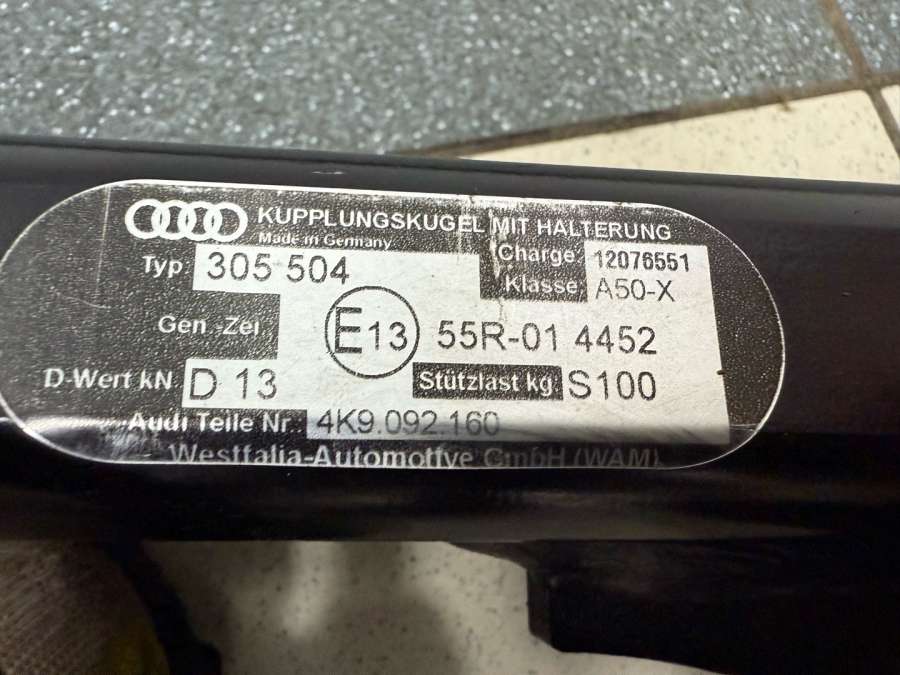 KUPPLUNGSKUGEL MIT HALTERUNG
Made in Germany
Charge 12076551
Typ 305 504
Klasse A50-X
Gen.-Zei E13 55R-01 4452
D-Wert kN D 13 Stützlast kg S100
Audi Teile Nr.: 4K9.092.160
Westfalia-Automotive GmbH (WAM)